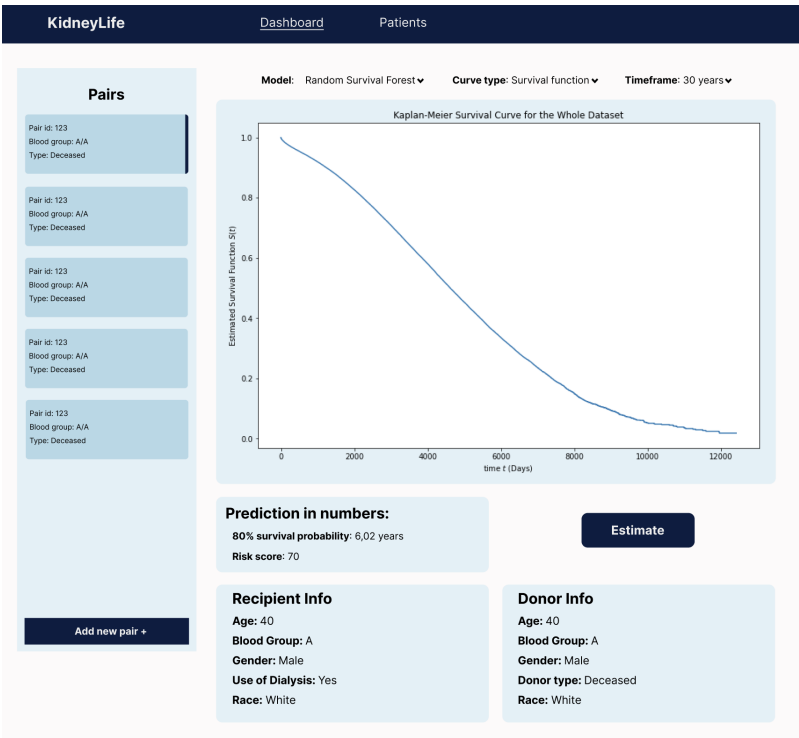 KidneyLife Dashboard Patients
Pairs
Pair id: 123
Blood group: A/A
Type: Deceased
Pair id: 123
Blood group: A/A
Type: Deceased
Pair id: 123
Blood group: A/A
Type: Deceased
Pair id: 123
Blood group: A/A
Type: Deceased
Pair id: 123
Blood group: A/A
Type: Deceased
Add new pair +
Model: Random Survival Forest Curve type: Survival function Timeframe: 30 years
Kaplan-Meier Survival Curve for the Whole Dataset
Estimated Survival Function S(t)
1.0
0.8
0.6
0.4
0.2
0.0
0 2000 4000 6000 8000 10000 12000
time t (Days)
Prediction in numbers:
80% survival probability: 6,02 years
Risk score: 70
Estimate
Recipient Info
Age: 40
Blood Group: A
Gender: Male
Use of Dialysis: Yes
Race: White
Donor Info
Age: 40
Blood Group: A
Gender: Male
Donor type: Deceased
Race: White